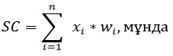 SC = ∑_{i=1}^{n} x_i * w_i, мұнда